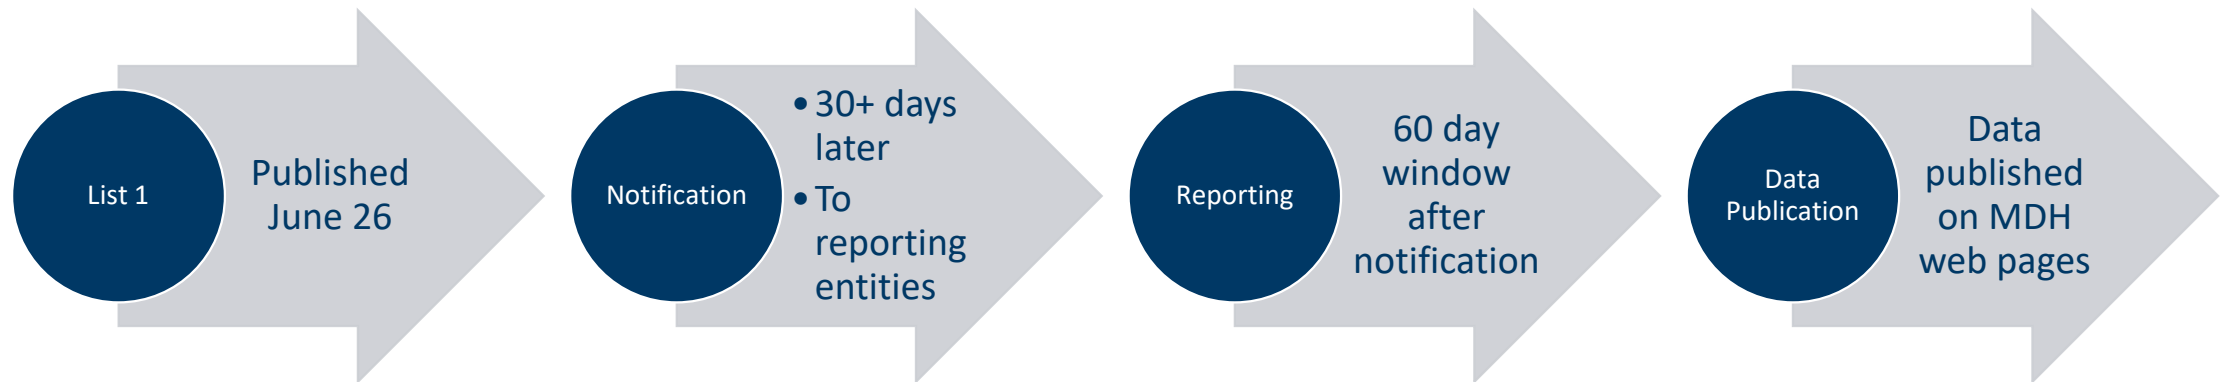 List 1
Published
June 26
Notification
• 30+ days
later
• To
reporting
entities
Reporting
60 day
window
after
notification
Data
Publication
Data
published
on MDH
web pages